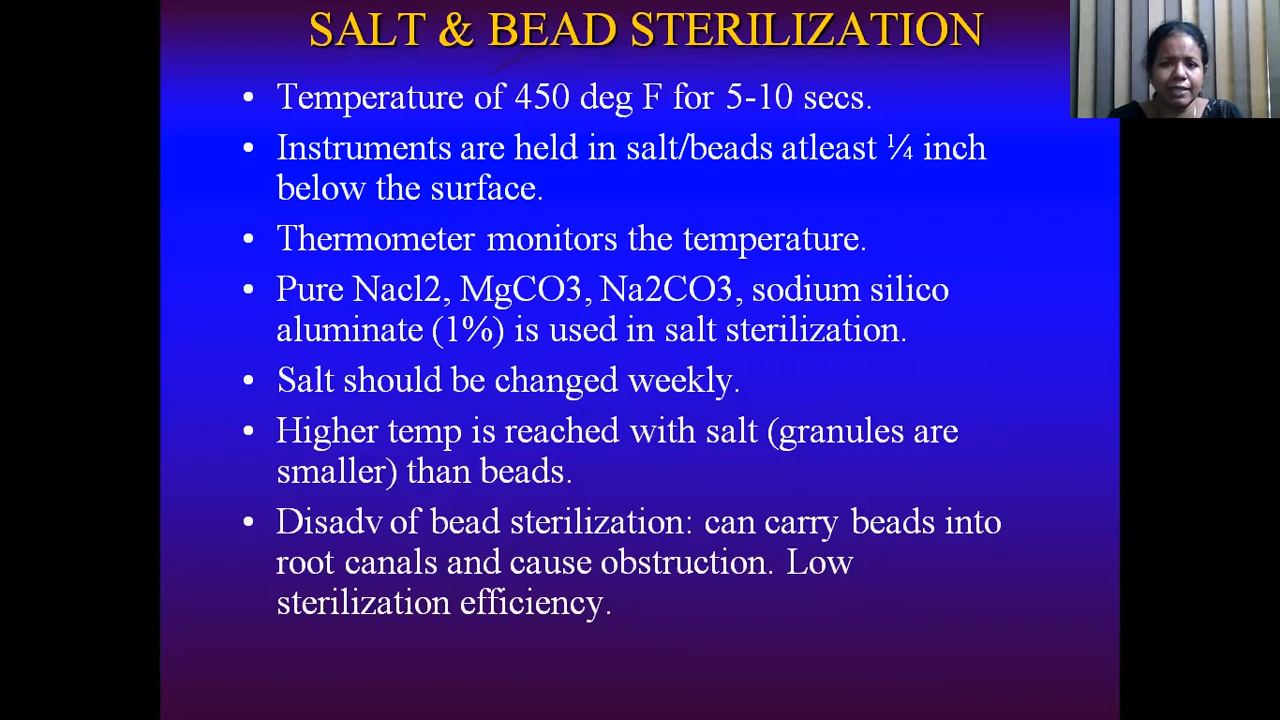 SALT & BEAD STERILIZATION
• Temperature of 450 deg F for 5-10 secs.
• Instruments are held in salt/beads atleast ¼ inch
below the surface.
• Thermometer monitors the temperature.
• Pure Nacl2, MgCO3, Na2CO3, sodium silico
aluminate (1%) is used in salt sterilization.
• Salt should be changed weekly.
• Higher temp is reached with salt (granules are
smaller) than beads.
• Disadv of bead sterilization: can carry beads into
root canals and cause obstruction. Low
sterilization efficiency.